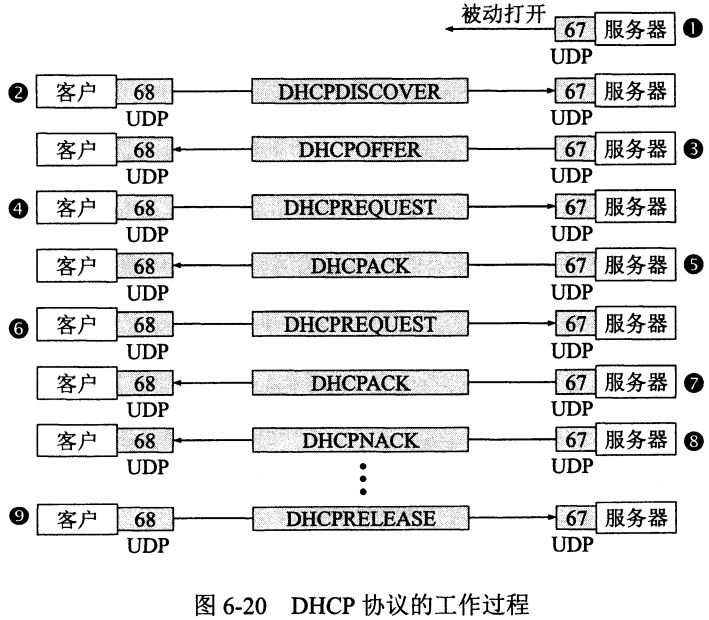 被动打开 67 服务器 ❶
UDP
❷ 客户 68 DHCPDISCOVER 67 服务器
UDP UDP
客户 68 DHCPOFFER 67 服务器 ❸
UDP UDP
❹ 客户 68 DHCPREQUEST 67 服务器
UDP UDP
客户 68 DHCPACK 67 服务器 ❺
UDP UDP
❻ 客户 68 DHCPREQUEST 67 服务器
UDP UDP
客户 68 DHCPACK 67 服务器 ❼
UDP UDP
客户 68 DHCPNACK 67 服务器 ❽
UDP UDP
❾ 客户 68 DHCPRELEASE 67 服务器
UDP UDP
图 6-20 DHCP 协议的工作过程